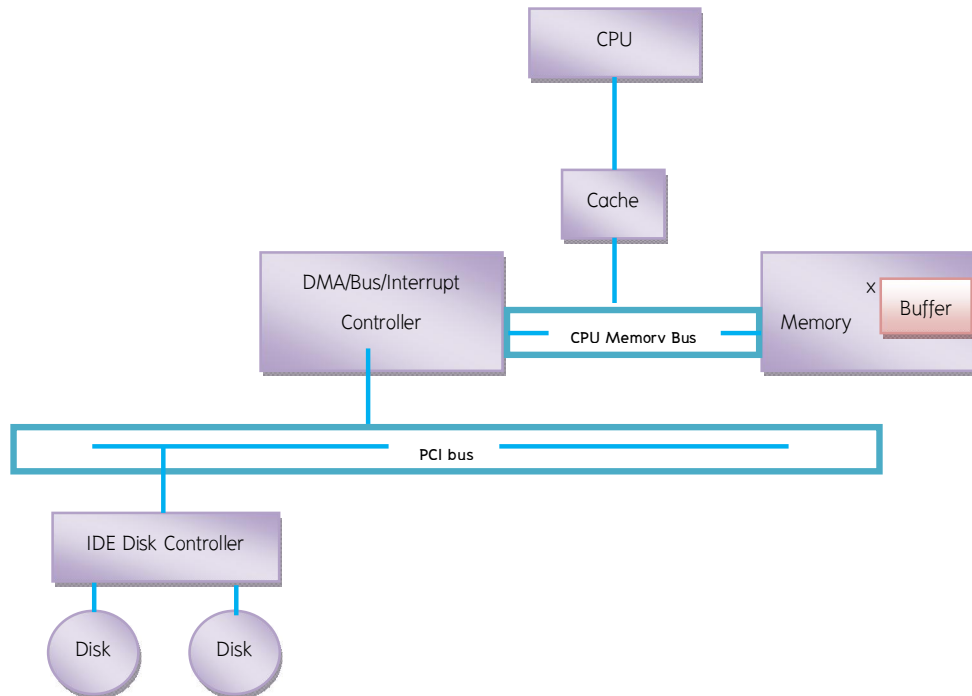 CPU
Cache
DMA/Bus/Interrupt
Controller
CPU Memory Bus
Memory
x
Buffer
PCI bus
IDE Disk Controller
Disk
Disk